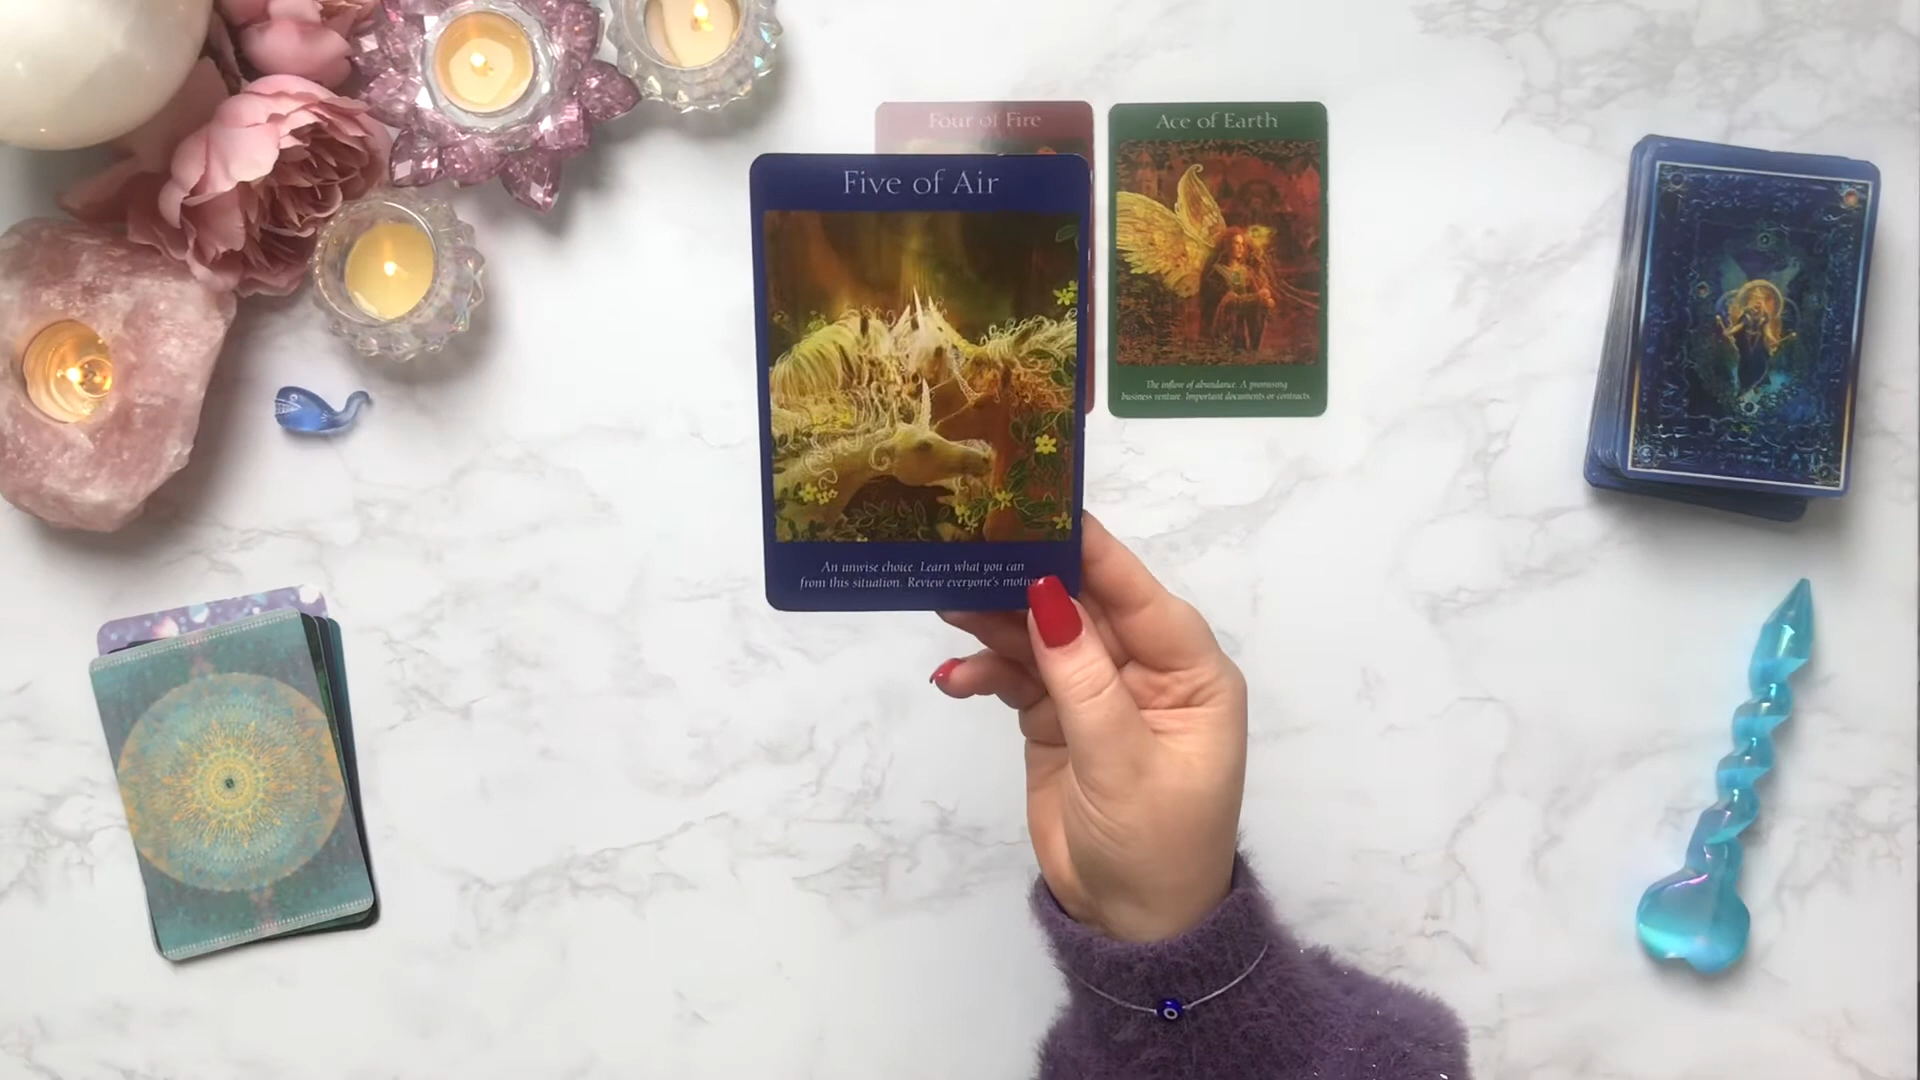 Four of Fire
Ace of Earth
Five of Air
The inflow of abundance. A promising
business venture. Important documents or contracts.
An unwise choice. Learn what you can
from this situation. Review everyone's